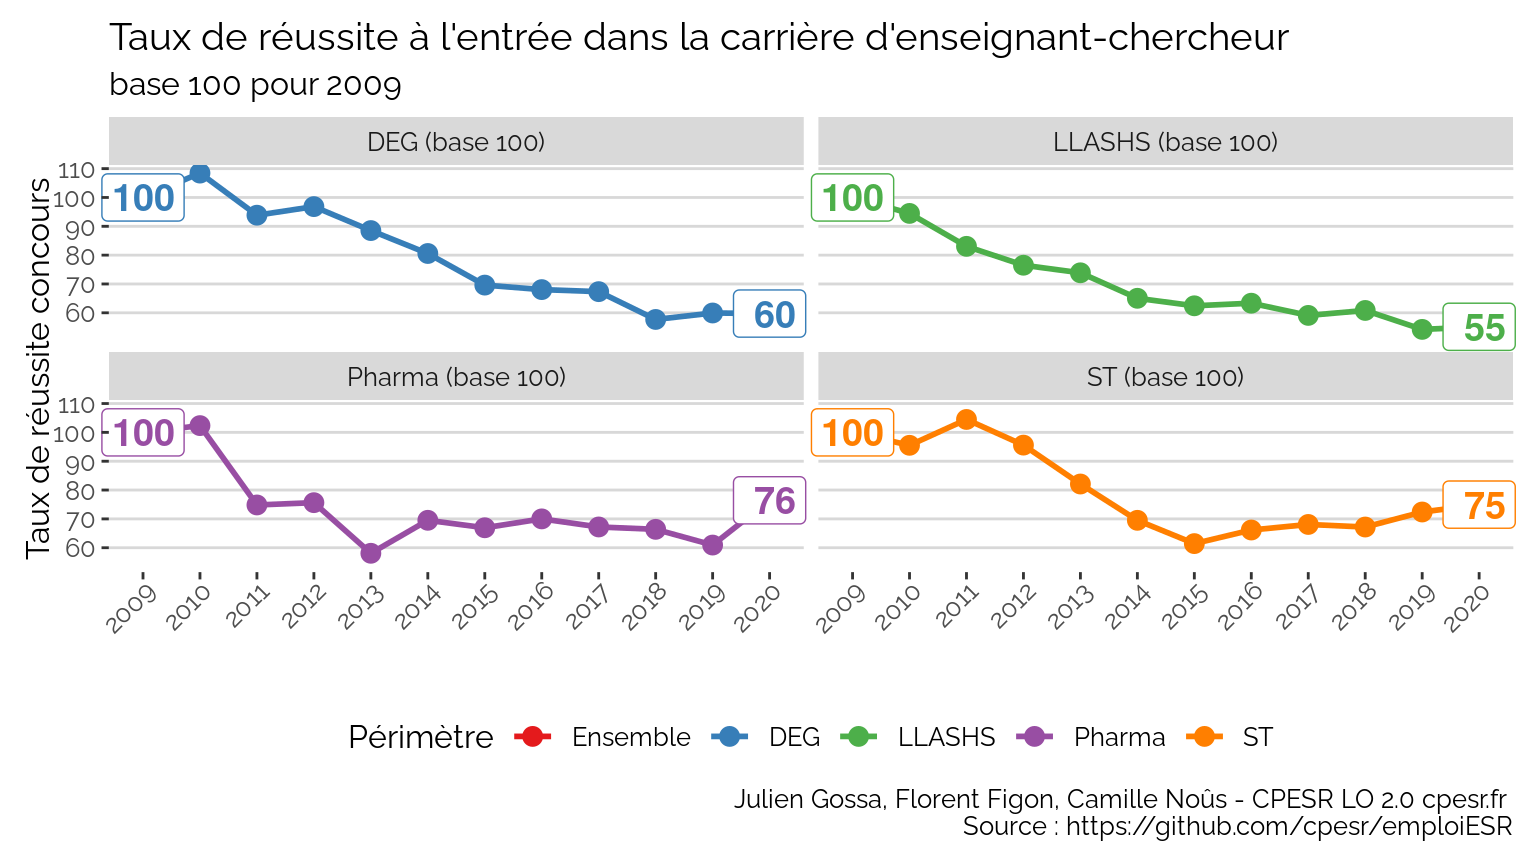 Taux de réussite à l'entrée dans la carrière d'enseignant-chercheur
base 100 pour 2009
Taux de réussite concours
DEG (base 100)
110
100
90
80
70
60
100
60
LLASHS (base 100)
100
55
Pharma (base 100)
110
100
90
80
70
60
100
76
ST (base 100)
100
75
2009 2010 2011 2012 2013 2014 2015 2016 2017 2018 2019 2020
2009 2010 2011 2012 2013 2014 2015 2016 2017 2018 2019 2020
Périmètre Ensemble DEG LLASHS Pharma ST
Julien Gossa, Florent Figon, Camille Noûs - CPESR LO 2.0 cpesr.fr
Source : https://github.com/cpesr/emploiESR